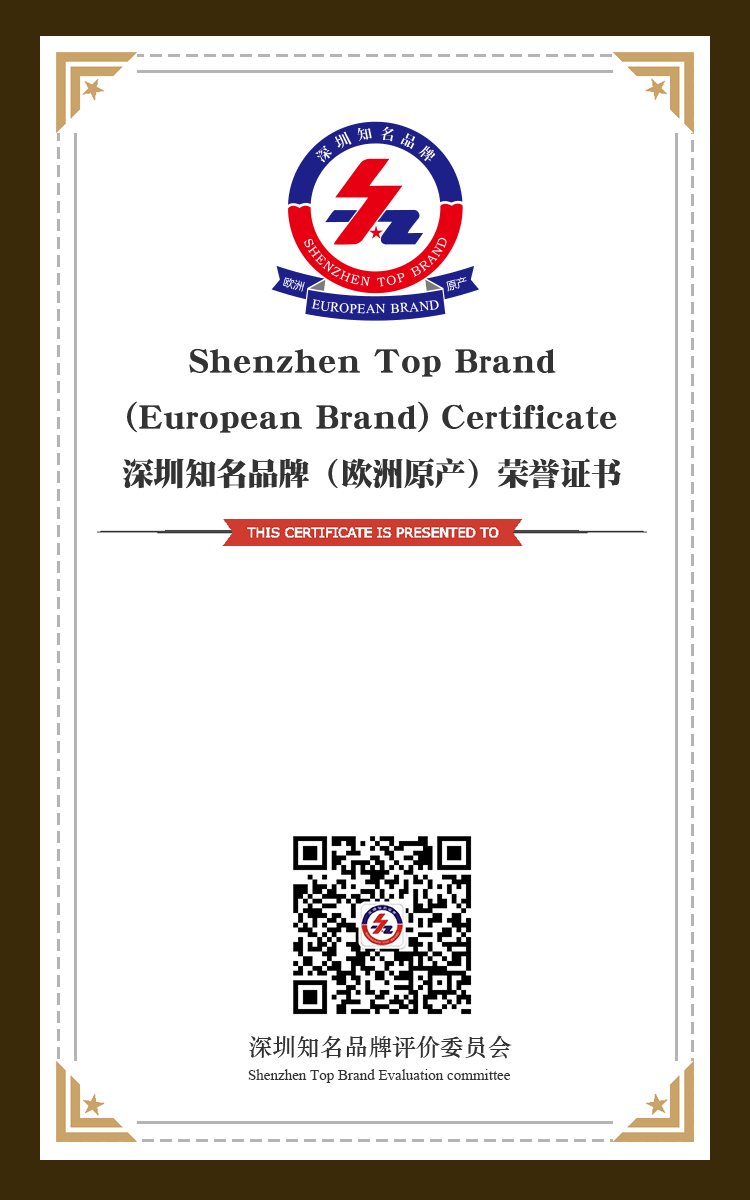 深圳知名品牌
SHENZHEN TOP BRAND
欧洲
原产
EUROPEAN BRAND
Shenzhen Top Brand
(European Brand) Certificate
深圳知名品牌（欧洲原产）荣誉证书
THIS CERTIFICATE IS PRESENTED TO
深圳知名品牌评价委员会
Shenzhen Top Brand Evaluation committee